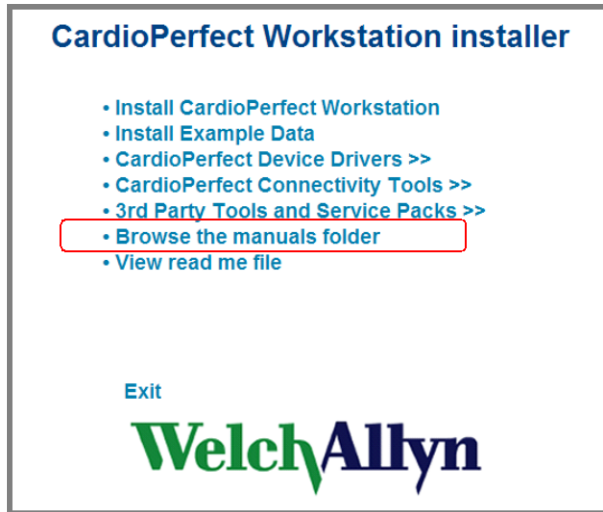 CardioPerfect Workstation installer
• Install CardioPerfect Workstation
• Install Example Data
• CardioPerfect Device Drivers >>
• CardioPerfect Connectivity Tools >>
• 3rd Party Tools and Service Packs >>
• Browse the manuals folder
• View read me file
Exit
WelchAllyn